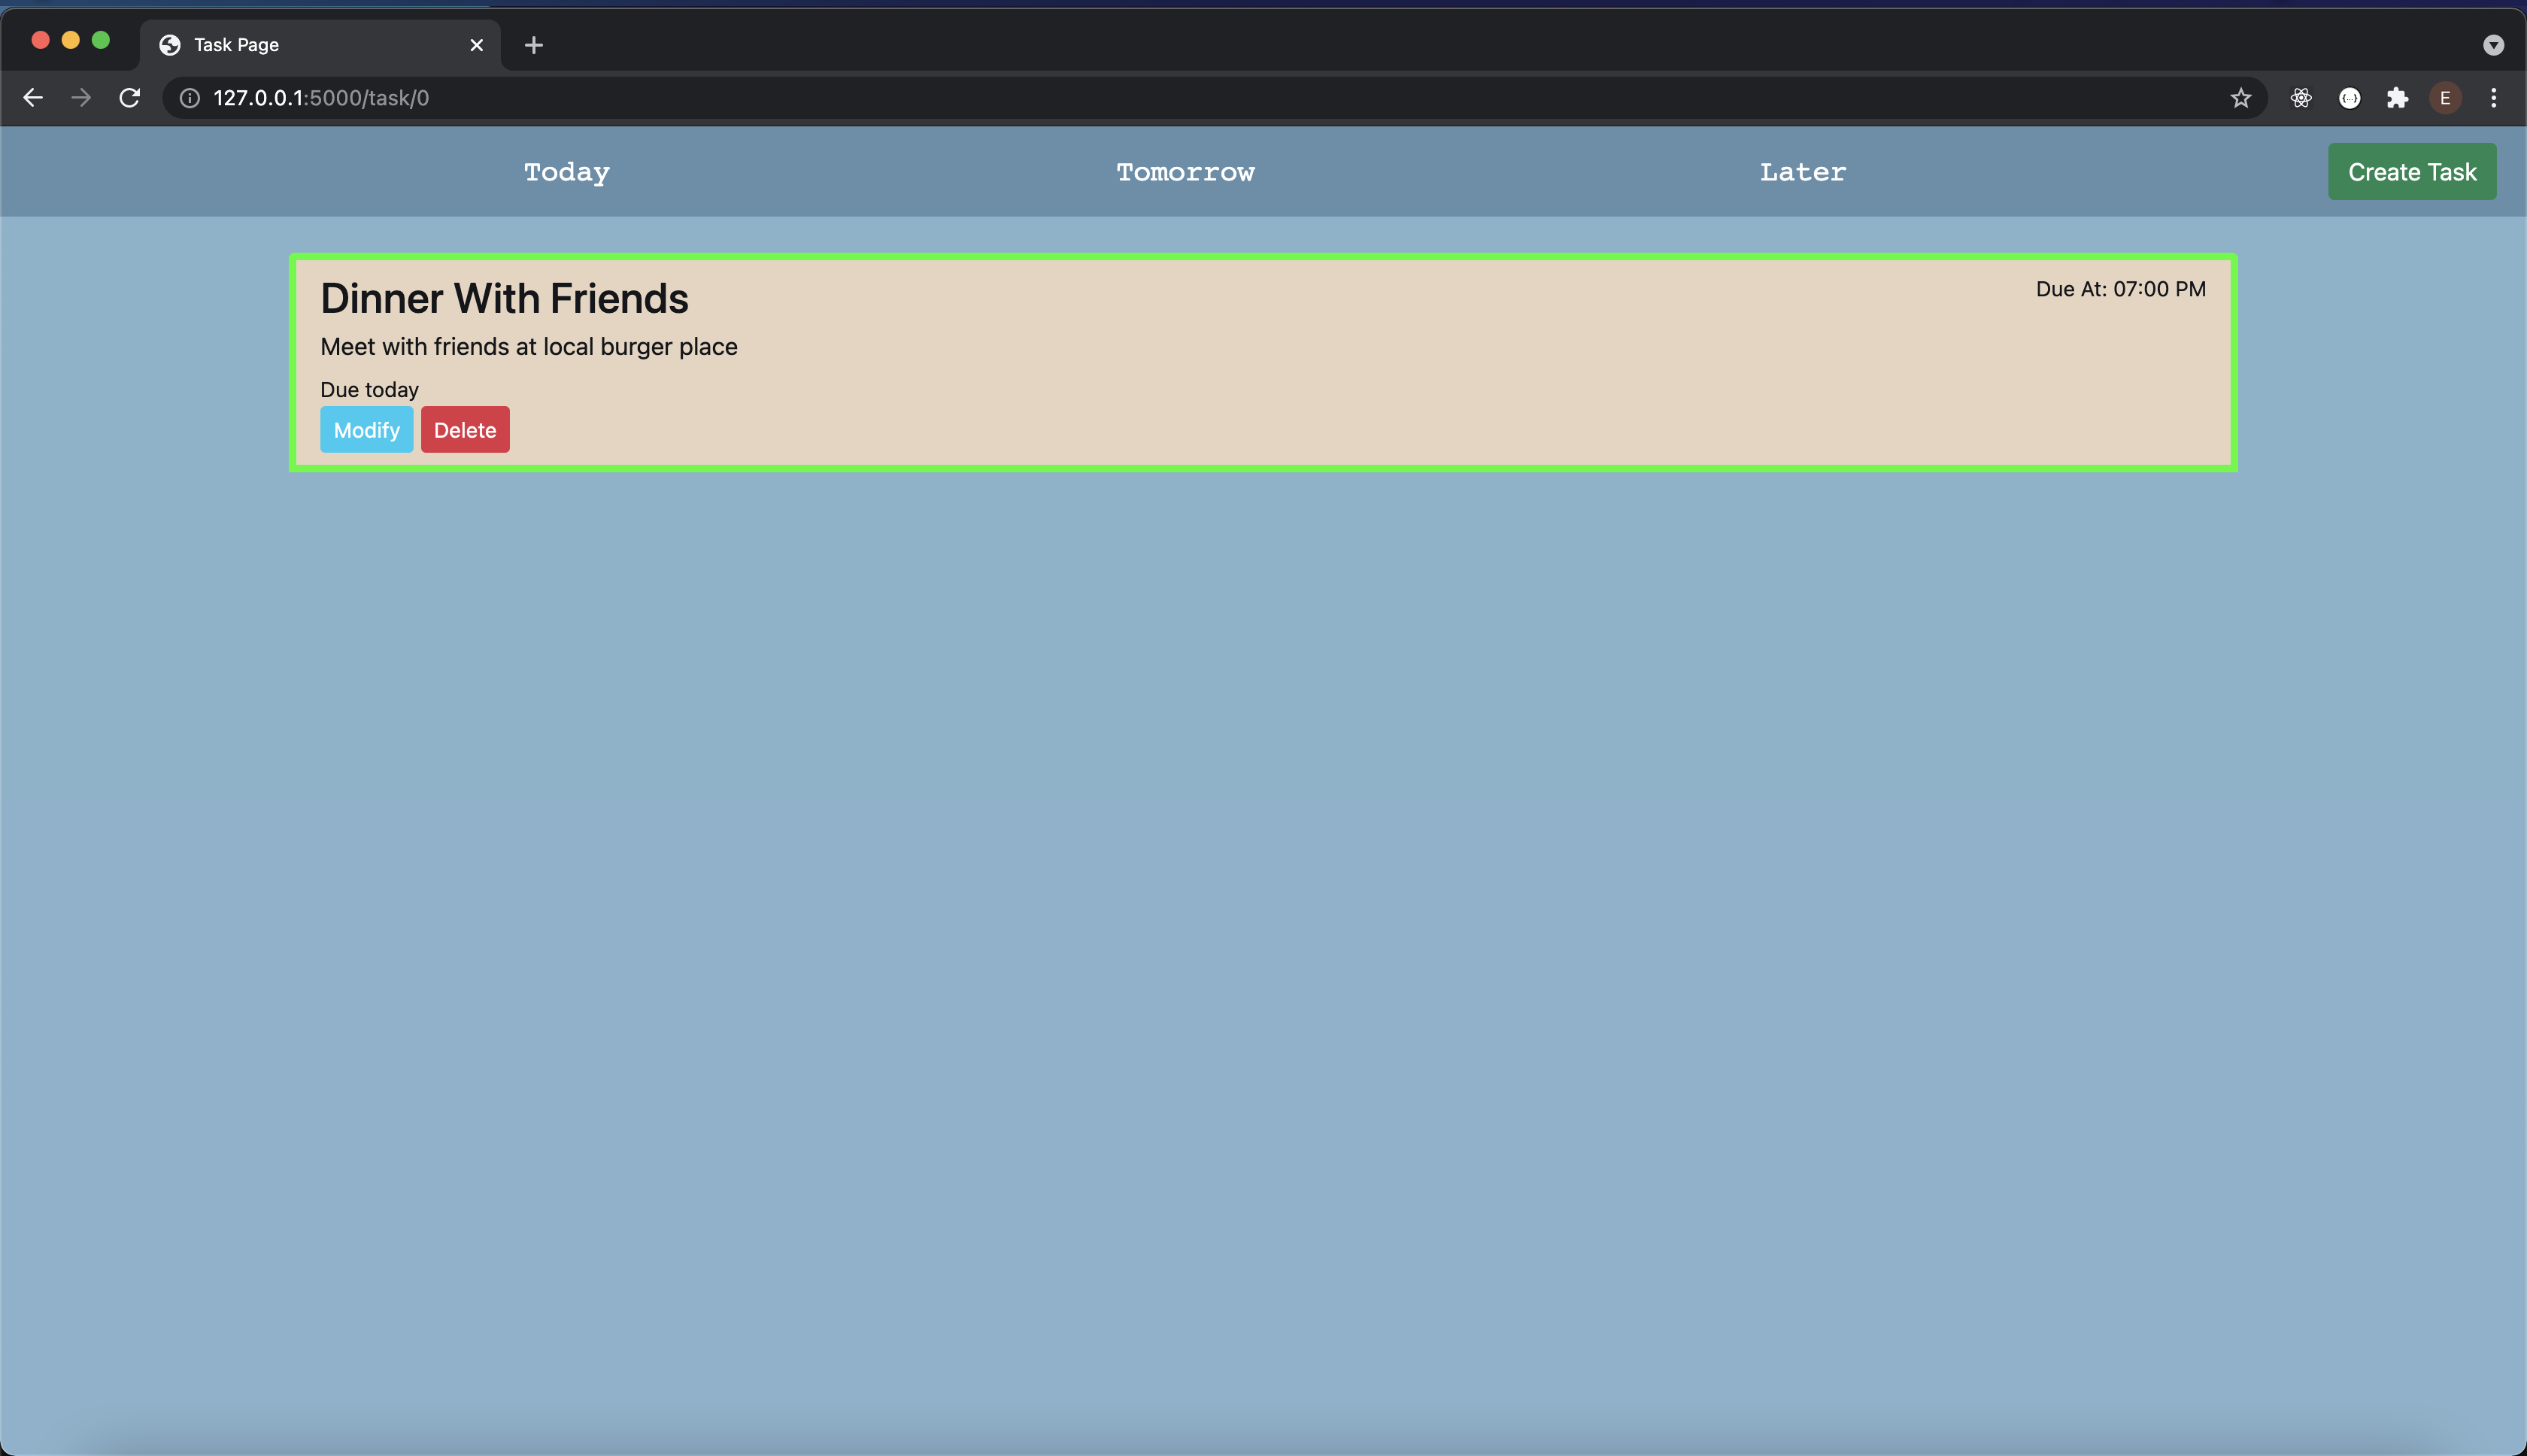 Task Page
127.0.0.1:5000/task/0
E
Today Tomorrow Later Create Task
Dinner With Friends Due At: 07:00 PM
Meet with friends at local burger place
Due today
Modify Delete